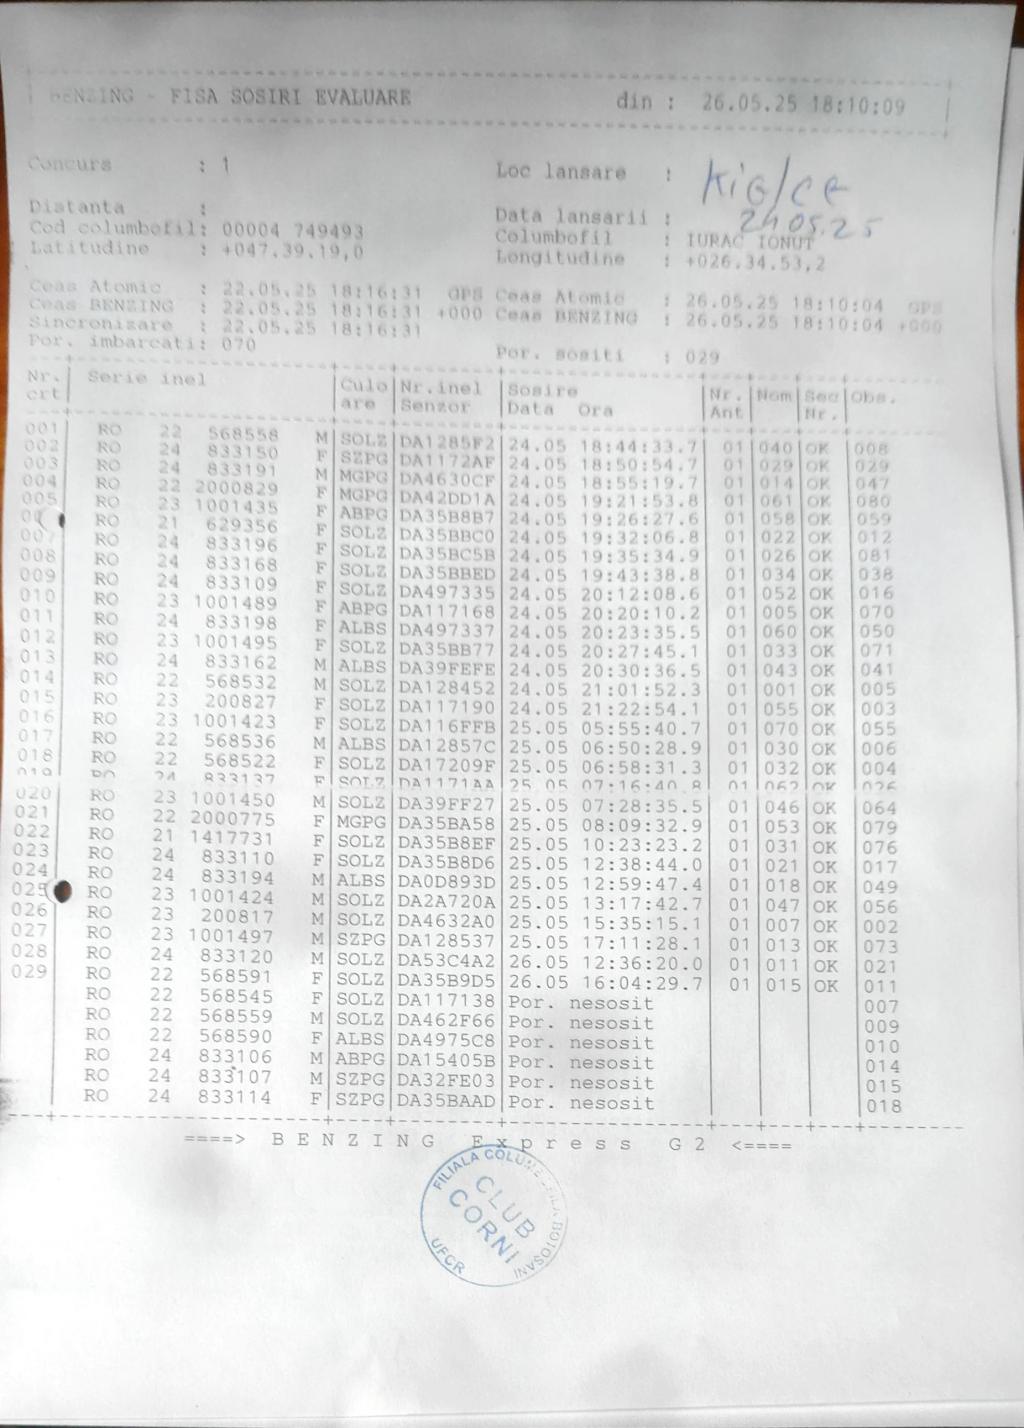 BENZING - FISA SOSIRI EVALUARE din : 26.05.25 18:10:09
Concurs : 1 Loc lansare : Kielce
Distanta : Data lansarii : 24.05.25
Cod columbofil: 00004 749493 Columbofil : IURAC IONUT
Latitudine : +047.39.19,0 Longitudine : +026.34.53,2
Ceas Atomic : 22.05.25 18:16:31 GPS Ceas Atomic : 26.05.25 18:10:04 GPS
Ceas BENZING : 22.05.25 18:16:31 +000 Ceas BENZING : 26.05.25 18:10:04 +000
Sincronizare : 22.05.25 18:16:31
Por. imbarcati: 070 Por. sositi : 029
Nr. Serie inel Culo Nr.inel Sosire Nr. Nom Sec Obs.
crt are Senzor Data Ora Ant Nr.
001 RO 22 568558 M SOLZ DA1285F2 24.05 18:44:33.7 01 040 OK 008
002 RO 24 833150 F SZPG DA1172AF 24.05 18:50:54.7 01 029 OK 029
003 RO 24 833191 M MGPG DA4630CF 24.05 18:55:19.7 01 014 OK 047
004 RO 22 2000829 F MGPG DA42DD1A 24.05 19:21:53.8 01 061 OK 080
005 RO 23 1001435 F ABPG DA35B8B7 24.05 19:26:27.6 01 058 OK 059
RO 21 629356 F SOLZ DA35BBC0 24.05 19:32:06.8 01 022 OK 012
007 RO 24 833196 F SOLZ DA35BC5B 24.05 19:35:34.9 01 026 OK 081
008 RO 24 833168 F SOLZ DA35BBED 24.05 19:43:38.8 01 034 OK 038
009 RO 24 833109 F SOLZ DA497335 24.05 20:12:08.6 01 052 OK 016
010 RO 23 1001489 F ABPG DA117168 24.05 20:20:10.2 01 005 OK 070
011 RO 24 833198 F ALBS DA497337 24.05 20:23:35.5 01 060 OK 050
012 RO 23 1001495 F SOLZ DA35BB77 24.05 20:27:45.1 01 033 OK 071
013 RO 24 833162 M ALBS DA39FEFE 24.05 20:30:36.5 01 043 OK 041
014 RO 22 568532 M SOLZ DA128452 24.05 21:01:52.3 01 001 OK 005
015 RO 23 200827 F SOLZ DA117190 24.05 21:22:54.1 01 055 OK 003
016 RO 23 1001423 F SOLZ DA116FFB 25.05 05:55:40.7 01 070 OK 055
017 RO 22 568536 M ALBS DA12857C 25.05 06:50:28.9 01 030 OK 006
018 RO 22 568522 F SOLZ DA17209F 25.05 06:58:31.3 01 032 OK 004
019 RO 24 833137 F SOLZ DA1171AA 25.05 07:16:40.8 01 062 OK
020 RO 23 1001450 M SOLZ DA39FF27 25.05 07:28:35.5 01 046 OK 064
021 RO 22 2000775 F MGPG DA35BA58 25.05 08:09:32.9 01 053 OK 079
022 RO 21 1417731 F SOLZ DA35B8EF 25.05 10:23:23.2 01 031 OK 076
023 RO 24 833110 F SOLZ DA35B8D6 25.05 12:38:44.0 01 021 OK 017
024 RO 24 833194 M ALBS DA0D893D 25.05 12:59:47.4 01 018 OK 049
025 RO 23 1001424 M SOLZ DA2A720A 25.05 13:17:42.7 01 047 OK 056
026 RO 23 200817 M SOLZ DA4632A0 25.05 15:35:15.1 01 007 OK 002
027 RO 23 1001497 M SZPG DA128537 25.05 17:11:28.1 01 013 OK 073
028 RO 24 833120 M SOLZ DA53C4A2 26.05 12:36:20.0 01 011 OK 021
029 RO 22 568591 F SOLZ DA35B9D5 26.05 16:04:29.7 01 015 OK 011
RO 22 568545 F SOLZ DA117138 Por. nesosit 007
RO 22 568559 M SOLZ DA462F66 Por. nesosit 009
RO 22 568590 F ALBS DA4975C8 Por. nesosit 010
RO 24 833106 M ABPG DA15405B Por. nesosit 014
RO 24 833107 M SZPG DA32FE03 Por. nesosit 015
RO 24 833114 F SZPG DA35BAAD Por. nesosit 018
====> B E N Z I N G E x p r e s s G 2 <====
CLUB
CORNI
UFCR